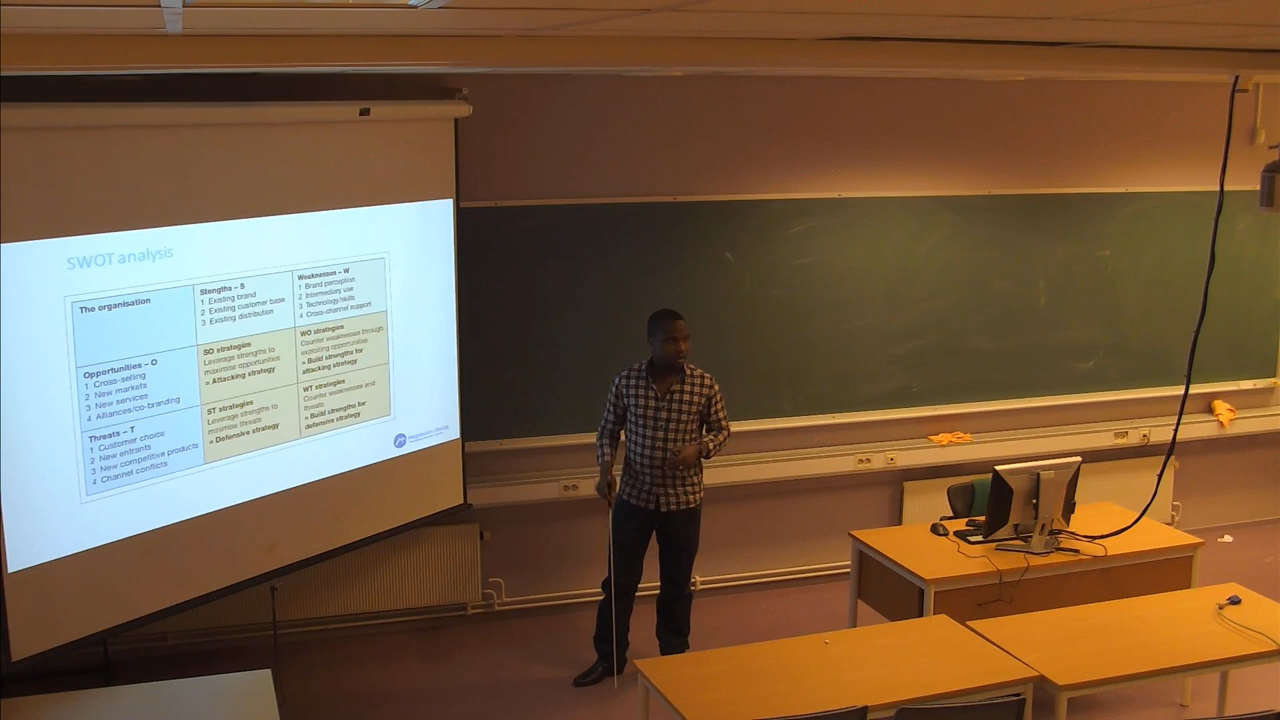 SWOT analysis
The organisation
Stengths – S
1 Existing brand
2 Existing customer base
3 Existing distribution
Weaknesses – W
1 Brand perception
2 Intermediary use
3 Technology/skills
4 Cross-channel support
Opportunities – O
1 Cross-selling
2 New markets
3 New services
4 Alliances/co-branding
SO strategies
Leverage strengths to
maximise opportunities
= Attacking strategy
WO strategies
Counter weaknesses through
exploiting opportunities
= Build strengths for
attacking strategy
Threats – T
1 Customer choice
2 New entrants
3 New competitive products
4 Channel conflicts
ST strategies
Leverage strengths to
minimise threats
= Defensive strategy
WT strategies
Counter weaknesses and
threats
= Build strengths for
defensive strategy